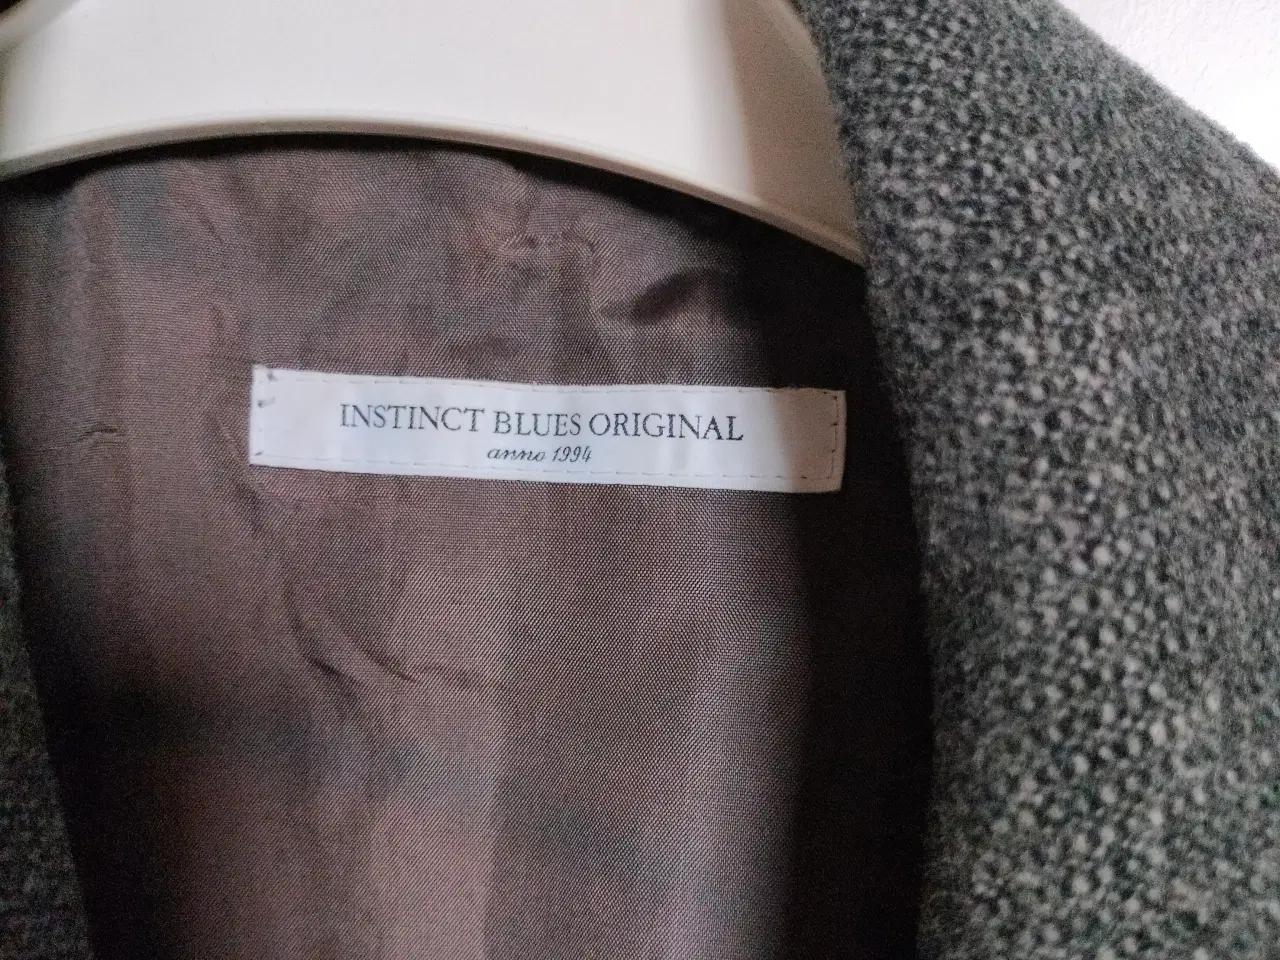 INSTINCT BLUES ORIGINAL
anno 1994